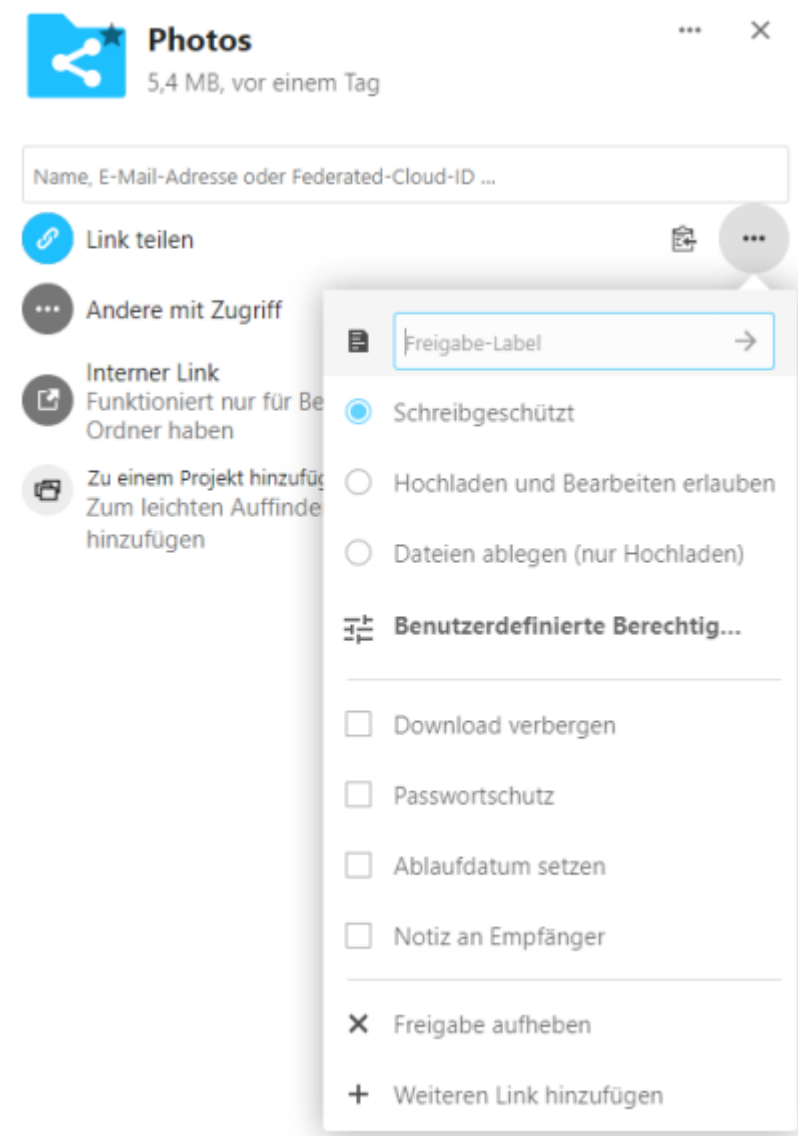 Photos
5,4 MB, vor einem Tag
Name, E-Mail-Adresse oder Federated-Cloud-ID ...
Link teilen
Andere mit Zugriff
Interner Link
Funktioniert nur für Be
Ordner haben
Zu einem Projekt hinzufüg
Zum leichten Auffinde
hinzufügen
Freigabe-Label
Schreibgeschützt
Hochladen und Bearbeiten erlauben
Dateien ablegen (nur Hochladen)
Benutzerdefinierte Berechtig...
Download verbergen
Passwortschutz
Ablaufdatum setzen
Notiz an Empfänger
Freigabe aufheben
Weiteren Link hinzufügen